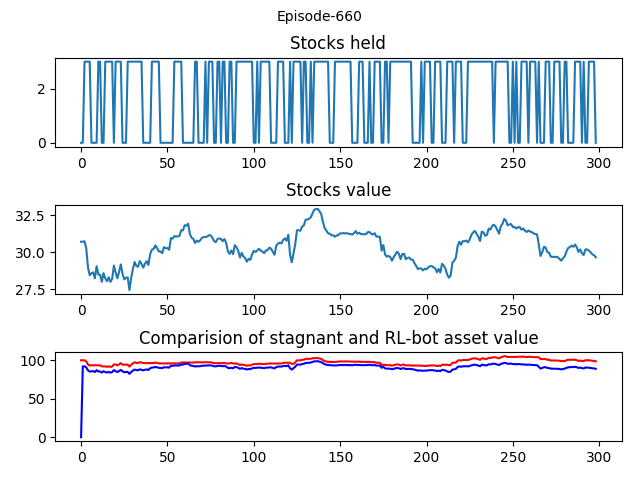 Episode-660
Stocks held
2
0
0 50 100 150 200 250 300
Stocks value
32.5
30.0
27.5
0 50 100 150 200 250 300
Comparision of stagnant and RL-bot asset value
100
50
0
0 50 100 150 200 250 300